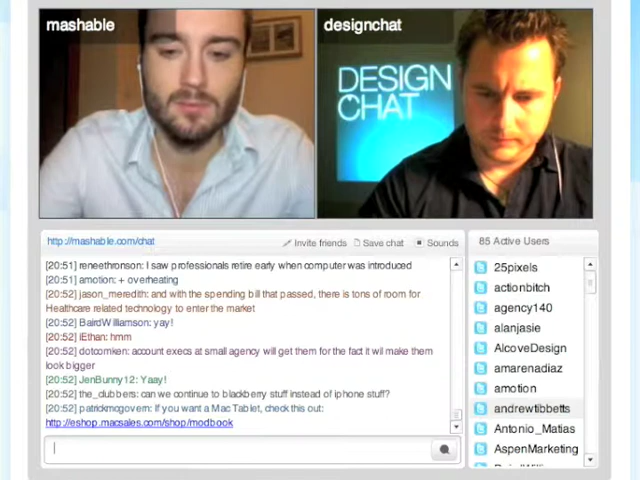 mashable
designchat
DESIGN
CHAT
http://mashable.com/chat
Invite friends
Save chat
Sounds
85 Active Users
[20:51] reneethronson: I saw professionals retire early when computer was introduced
[20:51] amotion: + overheating
[20:52] jason_meredith: and with the spending bill that passed, there is tons of room for
Healthcare related technology to enter the market
[20:52] BairdWilliamson: yay!
[20:52] iEthan: hmm
[20:52] dotcomken: account execs at small agency will get them for the fact it wil make them
look bigger
[20:52] JenBunny12: Yaay!
[20:52] the_dubbers: can we continue to blackberry stuff instead of iphone stuff?
[20:52] patrickmcgovern: If you want a Mac Tablet, check this out:
http://eshop.macsales.com/shop/modbook
25pixels
actionbitch
agency140
alanjasie
AlcoveDesign
amarenadiaz
amotion
andrewtibbetts
Antonio_Matias
AspenMarketing